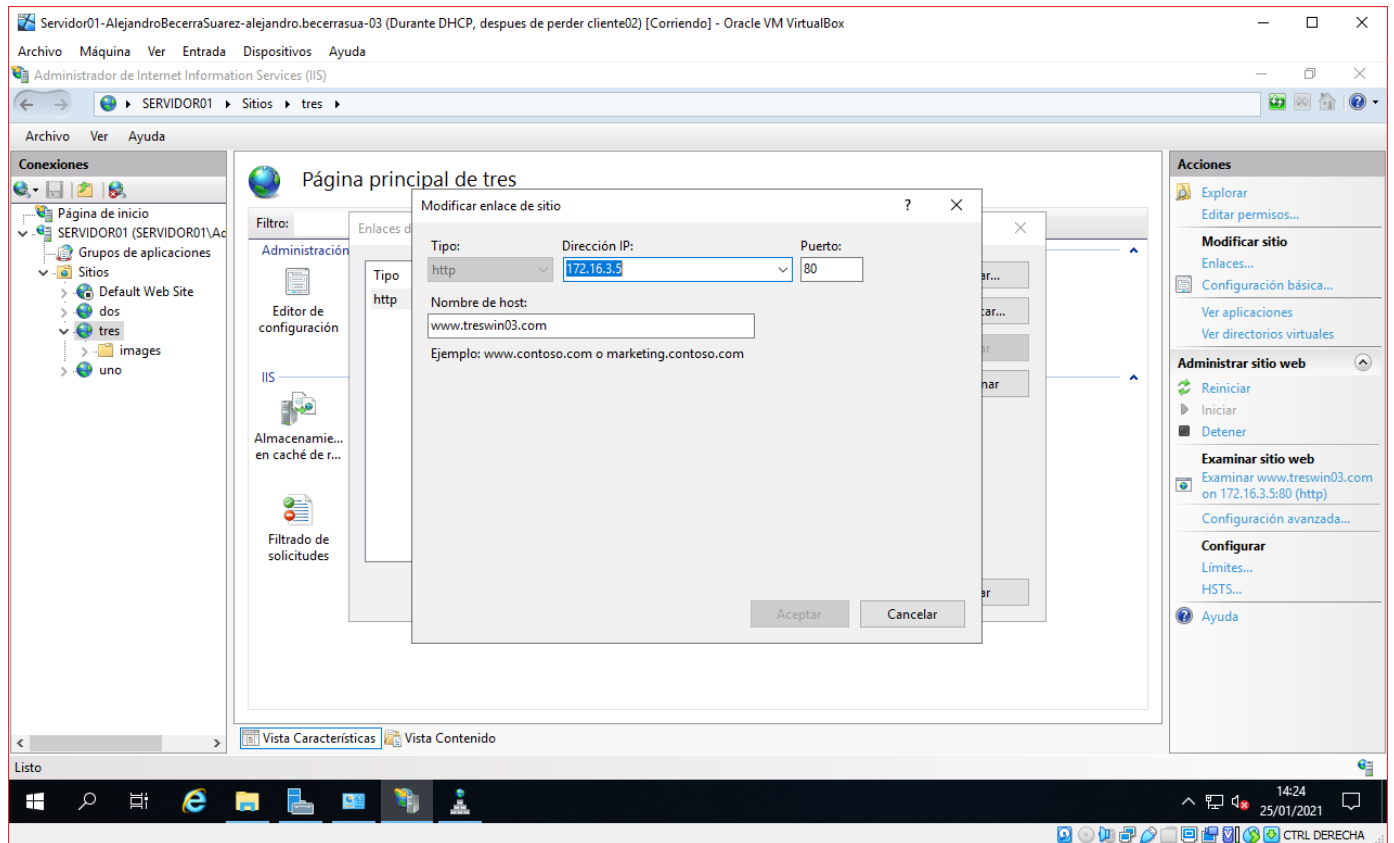 Servidor01-AlejandroBecerraSuarez-alejandro.becerrasua-03 (Durante DHCP, despues de perder cliente02) [Corriendo] - Oracle VM VirtualBox
Archivo Máquina Ver Entrada Dispositivos Ayuda
Administrador de Internet Information Services (IIS)
SERVIDOR01 Sitios tres
Archivo Ver Ayuda
Conexiones
Página de inicio
SERVIDOR01 (SERVIDOR01\Ac
Grupos de aplicaciones
Sitios
Default Web Site
dos
tres
images
uno
Página principal de tres
Filtro:
Administración
Editor de
configuración
IIS
Almacenamie...
en caché de r...
Filtrado de
solicitudes
Enlaces d
Tipo
http
ar...
car...
ar
nar
ar
Modificar enlace de sitio
Tipo: Dirección IP: Puerto:
http 172.16.3.5 80
Nombre de host:
www.treswin03.com
Ejemplo: www.contoso.com o marketing.contoso.com
Aceptar Cancelar
Vista Características Vista Contenido
Acciones
Explorar
Editar permisos...
Modificar sitio
Enlaces...
Configuración básica...
Ver aplicaciones
Ver directorios virtuales
Administrar sitio web
Reiniciar
Iniciar
Detener
Examinar sitio web
Examinar www.treswin03.com
on 172.16.3.5:80 (http)
Configuración avanzada...
Configurar
Límites...
HSTS...
Ayuda
Listo
14:24
25/01/2021
CTRL DERECHA